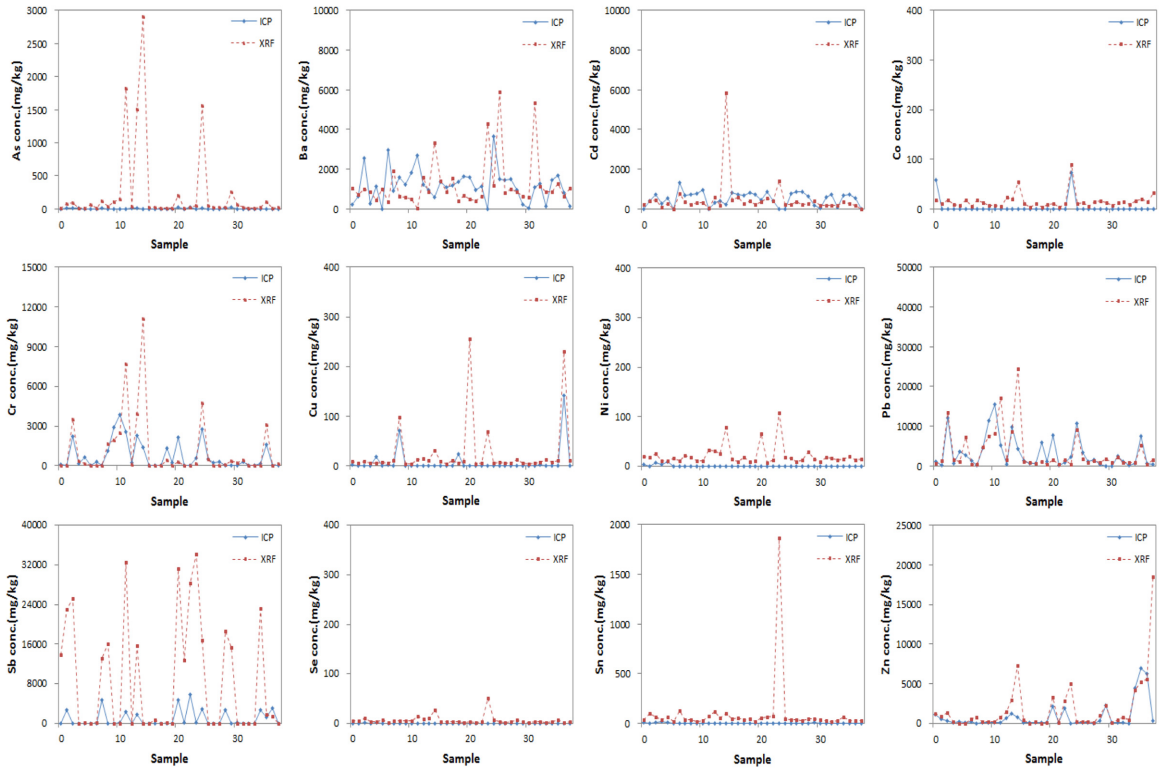 As conc.(mg/kg)
3000
2500
2000
1500
1000
500
0
0 10 20 30
Sample
ICP
XRF
Ba conc.(mg/kg)
10000
8000
6000
4000
2000
0
0 10 20 30
Sample
ICP
XRF
Cd conc.(mg/kg)
10000
8000
6000
4000
2000
0
0 10 20 30
Sample
ICP
XRF
Co conc.(mg/kg)
400
300
200
100
0
0 10 20 30
Sample
ICP
XRF
Cr conc.(mg/kg)
15000
12000
9000
6000
3000
0
0 10 20 30
Sample
ICP
XRF
Cu conc.(mg/kg)
400
300
200
100
0
0 10 20 30
Sample
ICP
XRF
Ni conc.(mg/kg)
400
300
200
100
0
0 10 20 30
Sample
ICP
XRF
Pb conc.(mg/kg)
50000
40000
30000
20000
10000
0
0 10 20 30
Sample
ICP
XRF
Sb conc.(mg/kg)
40000
32000
24000
16000
8000
0
0 10 20 30
Sample
ICP
XRF
Se conc.(mg/kg)
400
300
200
100
0
0 10 20 30
Sample
ICP
XRF
Sn conc.(mg/kg)
2000
1500
1000
500
0
0 10 20 30
Sample
ICP
XRF
Zn conc.(mg/kg)
25000
20000
15000
10000
5000
0
0 10 20 30
Sample
ICP
XRF